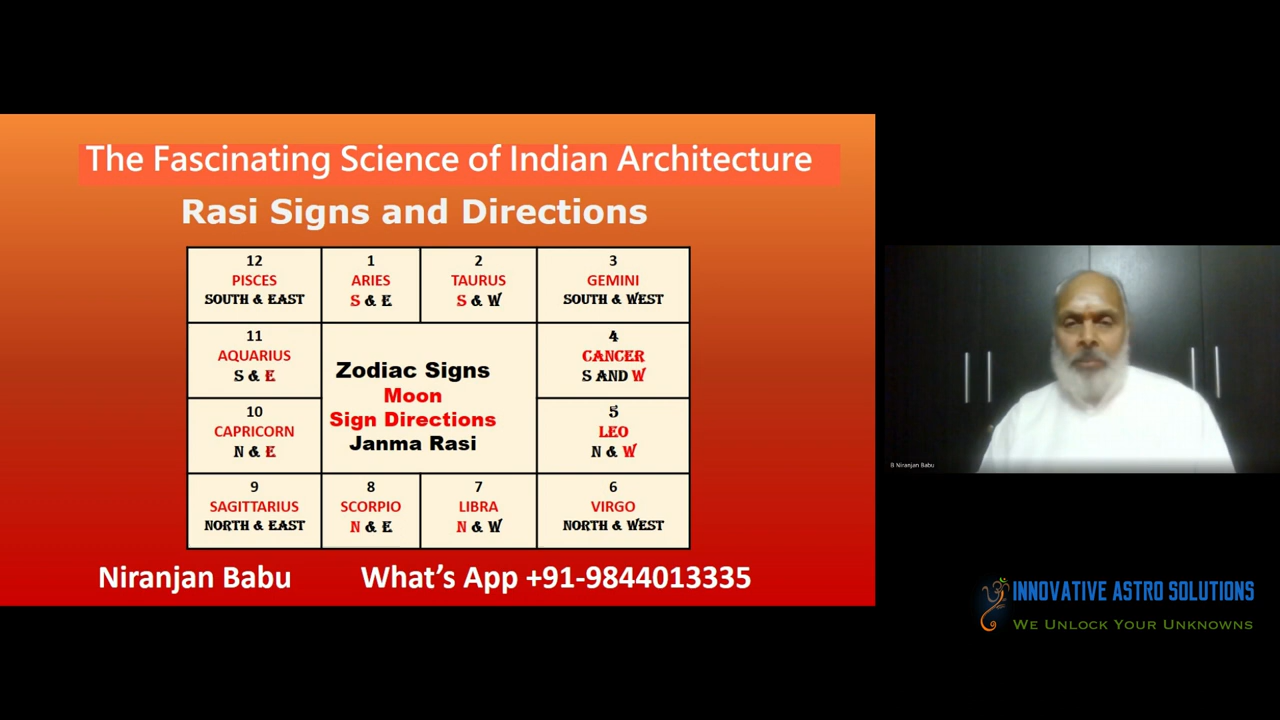 The Fascinating Science of Indian Architecture
Rasi Signs and Directions
12
PISCES
SOUTH & EAST
1
ARIES
S & E
2
TAURUS
S & W
3
GEMINI
SOUTH & WEST
11
AQUARIUS
S & E
Zodiac Signs
Moon
Sign Directions
Janma Rasi
4
CANCER
S AND W
10
CAPRICORN
N & E
5
LEO
N & W
9
SAGITTARIUS
NORTH & EAST
8
SCORPIO
N & E
7
LIBRA
N & W
6
VIRGO
NORTH & WEST
Niranjan Babu What's App +91-9844013335
B Niranjan Babu
INNOVATIVE ASTRO SOLUTIONS
WE UNLOCK YOUR UNKNOWNS